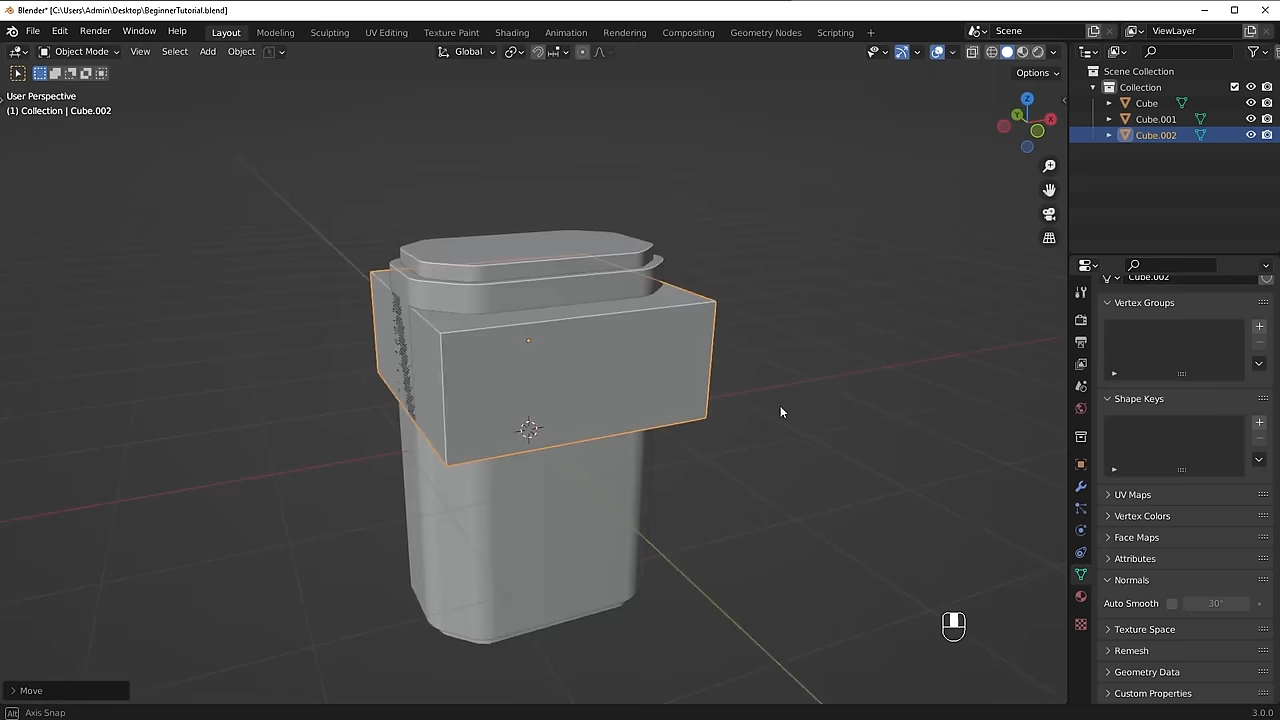 Blender* [C:\Users\Admin\Desktop\BeginnerTutorial.blend]
File Edit Render Window Help Layout Modeling Sculpting UV Editing Texture Paint Shading Animation Rendering Compositing Geometry Nodes Scripting + Scene ViewLayer
Object Mode View Select Add Object Global
Options
User Perspective
(1) Collection | Cube.002
Z
Y
X
Scene Collection
Collection
Cube
Cube.001
Cube.002
Cube.002
Vertex Groups
Shape Keys
UV Maps
Vertex Colors
Face Maps
Attributes
Normals
Auto Smooth 30°
Texture Space
Remesh
Geometry Data
Custom Properties
Move
Alt Axis Snap
3.0.0